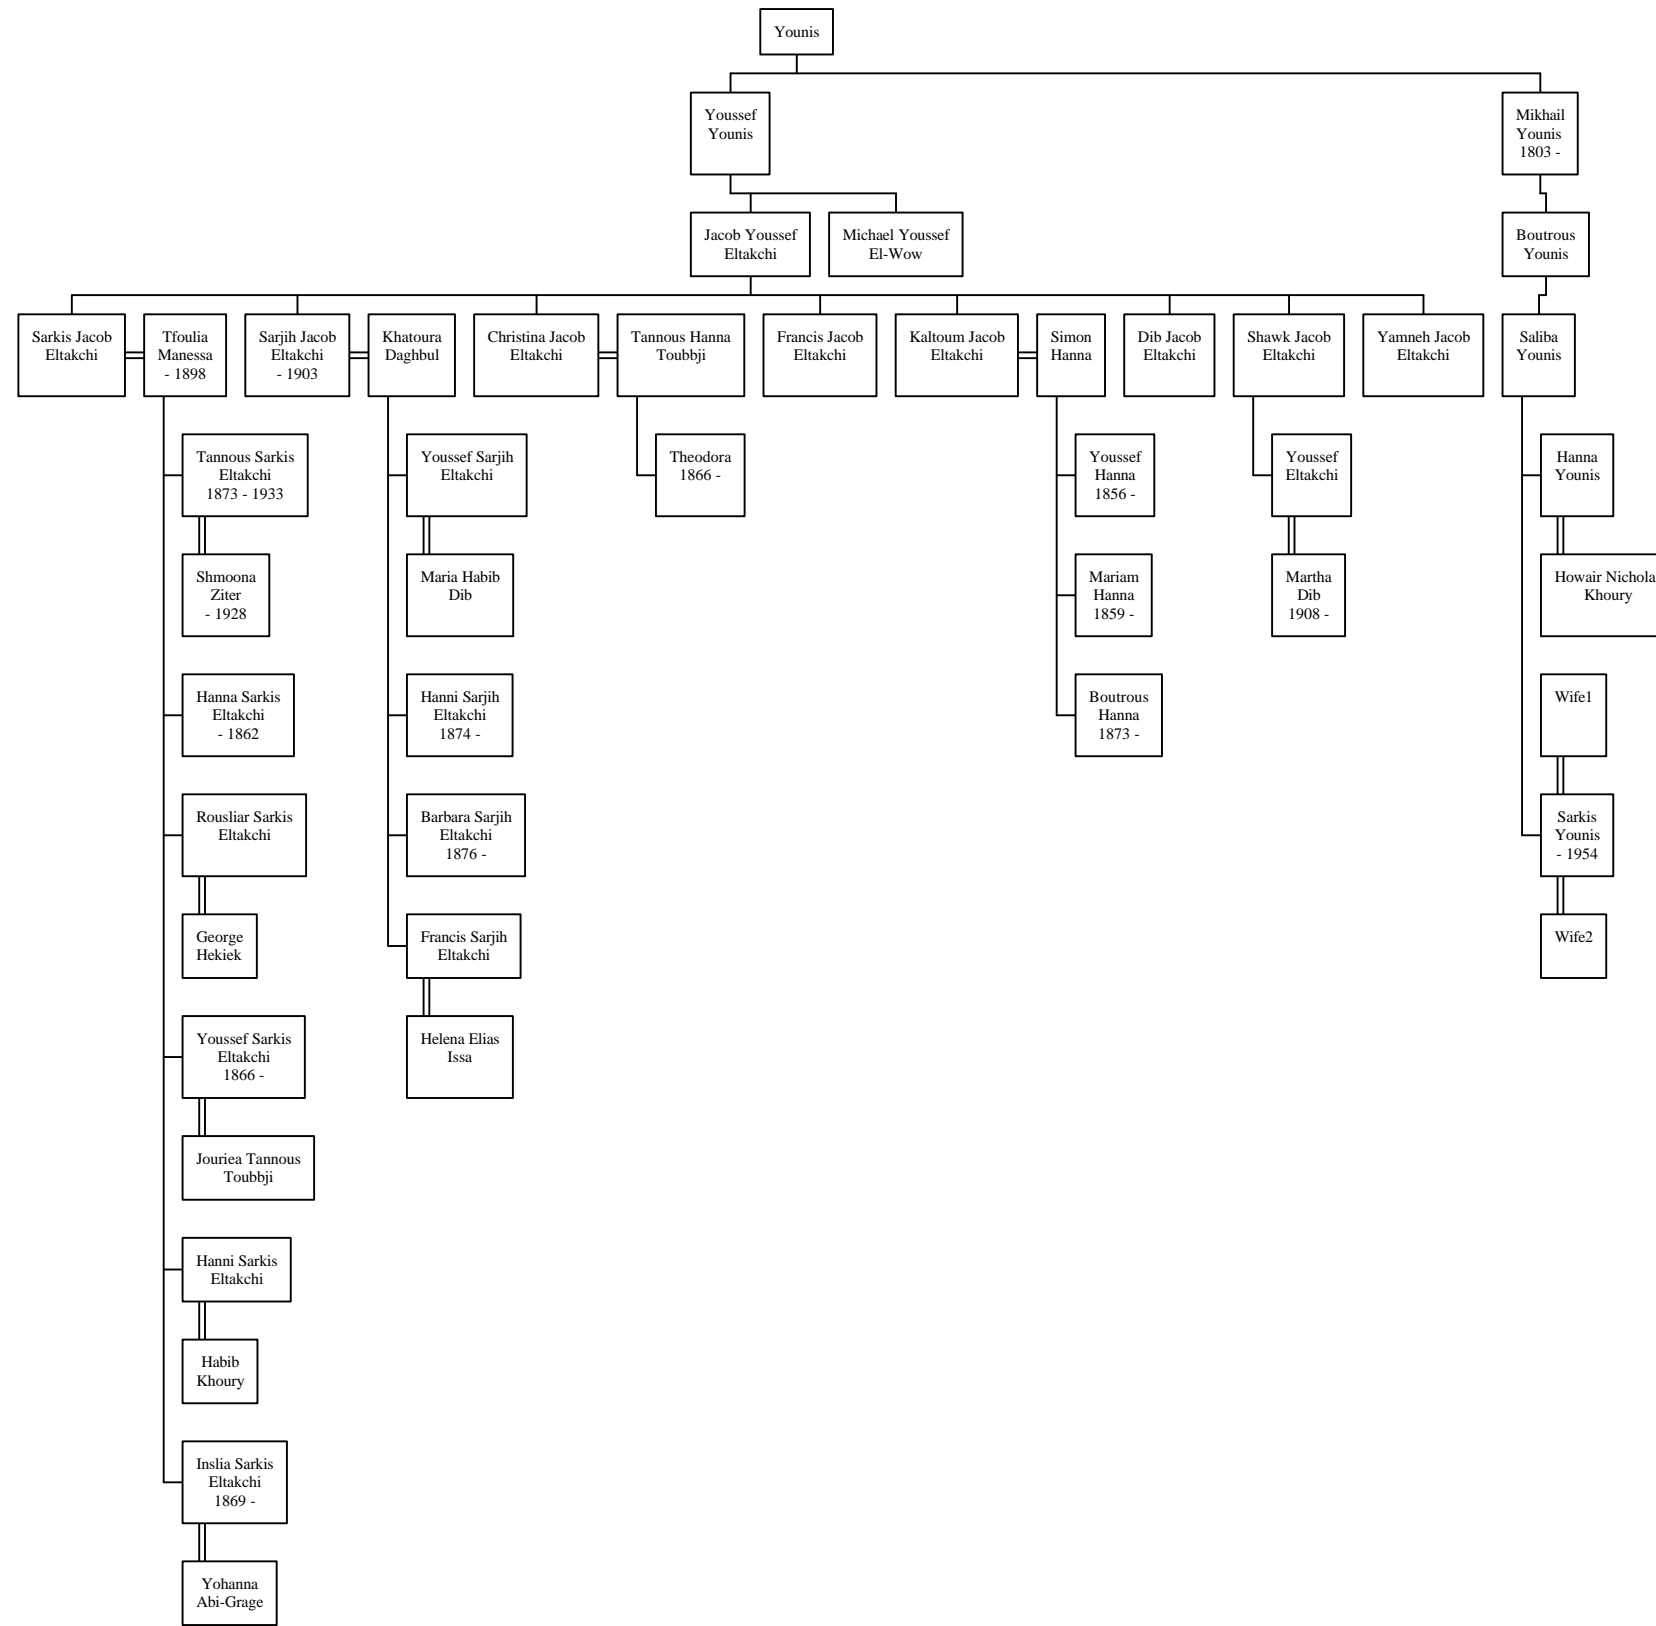 Younis
Youssef
Younis
Mikhail
Younis
1803 -
Jacob Youssef
Eltakchi
Michael Youssef
El-Wow
Boutrous
Younis
Sarkis Jacob
Eltakchi
Tfoulia
Manessa
- 1898
Sarjih Jacob
Eltakchi
- 1903
Khatoura
Daghbul
Christina Jacob
Eltakchi
Tannous Hanna
Toubbji
Francis Jacob
Eltakchi
Kaltoum Jacob
Eltakchi
Simon
Hanna
Dib Jacob
Eltakchi
Shawk Jacob
Eltakchi
Yamneh Jacob
Eltakchi
Saliba
Younis
Tannous Sarkis
Eltakchi
1873 - 1933
Youssef Sarjih
Eltakchi
Theodora
1866 -
Youssef
Hanna
1856 -
Youssef
Eltakchi
Hanna
Younis
Shmoona
Ziter
- 1928
Maria Habib
Dib
Mariam
Hanna
1859 -
Martha
Dib
1908 -
Howair Nichola
Khoury
Hanna Sarkis
Eltakchi
- 1862
Hanni Sarjih
Eltakchi
1874 -
Boutrous
Hanna
1873 -
Wife1
Rousliar Sarkis
Eltakchi
Barbara Sarjih
Eltakchi
1876 -
Sarkis
Younis
- 1954
George
Hekiek
Francis Sarjih
Eltakchi
Wife2
Youssef Sarkis
Eltakchi
1866 -
Helena Elias
Issa
Jouriea Tannous
Toubbji
Hanni Sarkis
Eltakchi
Habib
Khoury
Inslia Sarkis
Eltakchi
1869 -
Yohanna
Abi-Grage